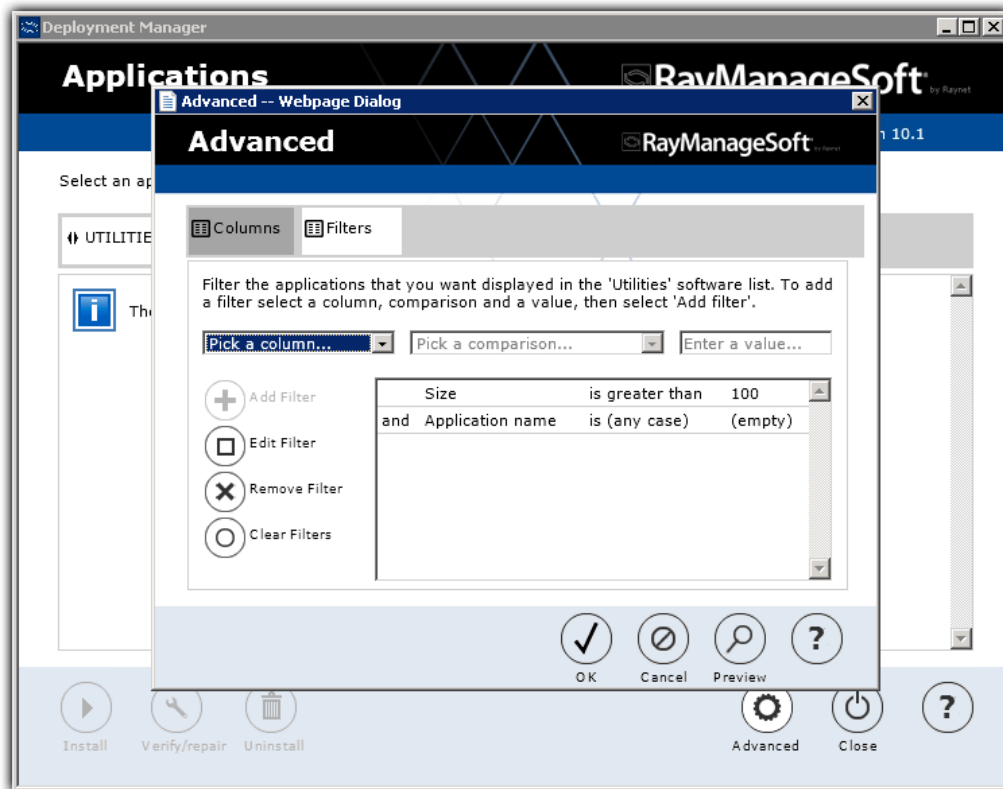 Deployment Manager
Applications
RayManageSoft by Raynet
Advanced -- Webpage Dialog
Advanced
RayManageSoft
n 10.1
Select an ap
UTILITIE
Columns
Filters
Filter the applications that you want displayed in the 'Utilities' software list. To add
a filter select a column, comparison and a value, then select 'Add filter'.
The
Pick a column...
Pick a comparison...
Enter a value...
Add Filter
Edit Filter
Remove Filter
Clear Filters
Size is greater than 100
and Application name is (any case) (empty)
OK
Cancel
Preview
?
Install
Verify/repair
Uninstall
Advanced
Close
?